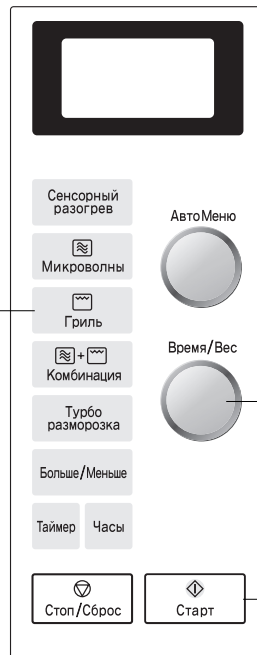 Сенсорный
разогрев
АвтоМеню
Микроволны
Гриль
Время/Вес
+
Комбинация
Турбо
разморозка
Больше/Меньше
Таймер
Часы
Стоп/Сброс
Старт